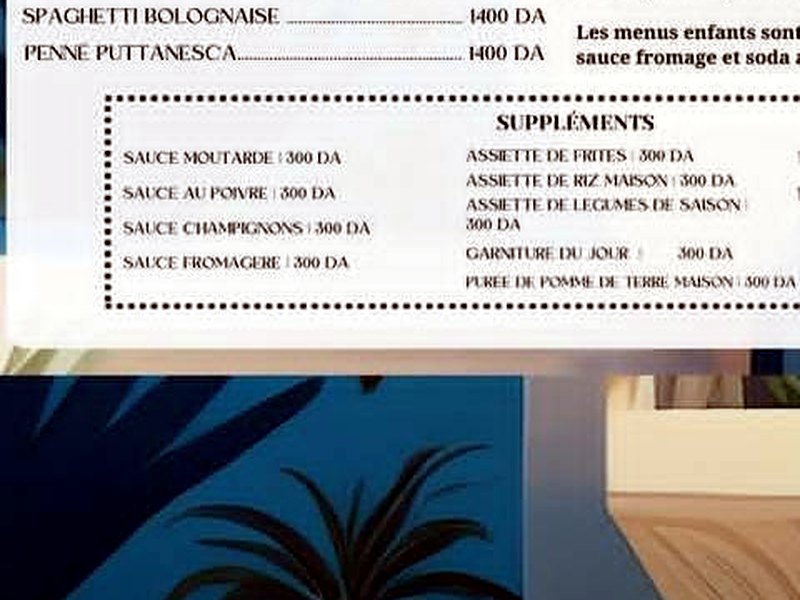 SPAGHETTI BOLOGNAISE ........................ 1400 DA
PENNE PUTTANESCA........................ 1400 DA
Les menus enfants sont
sauce fromage et soda a
SUPPLÉMENTS
SAUCE MOUTARDE | 300 DA
SAUCE AU POIVRE | 300 DA
SAUCE CHAMPIGNONS | 300 DA
SAUCE FROMAGERE | 300 DA
ASSIETTE DE FRITES | 300 DA
ASSIETTE DE RIZ MAISON | 300 DA
ASSIETTE DE LEGUMES DE SAISON |
300 DA
GARNITURE DU JOUR | 300 DA
PUREE DE POMME DE TERRE MAISON | 300 DA